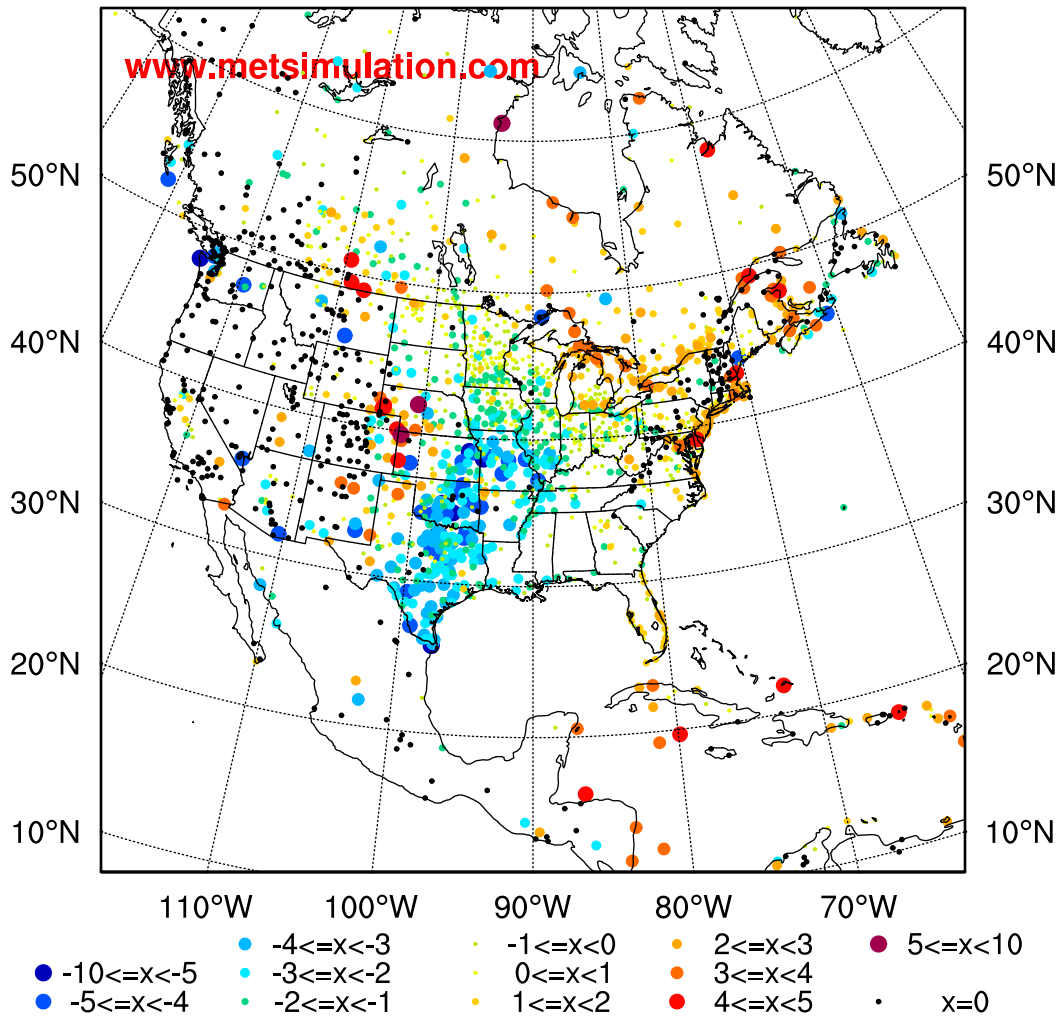 www.metsimulation.com
50°N 50°N
40°N 40°N
30°N 30°N
20°N 20°N
10°N 10°N
110°W 100°W 90°W 80°W 70°W
-4<=x<-3 -1<=x<0 2<=x<3 5<=x<10
-10<=x<-5 -3<=x<-2 0<=x<1 3<=x<4
-5<=x<-4 -2<=x<-1 1<=x<2 4<=x<5 x=0